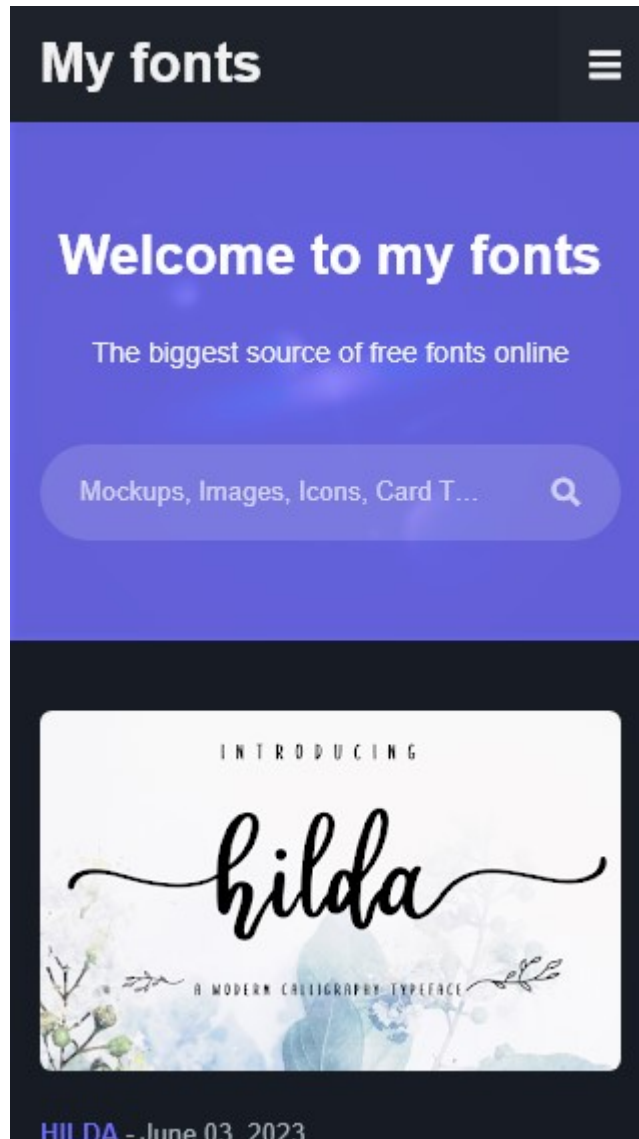 My fonts
Welcome to my fonts
The biggest source of free fonts online
Mockups, Images, Icons, Card T...
INTRODUCING
hilda
A MODERN CALLIGRAPHY TYPEFACE
HILDA - June 03, 2023